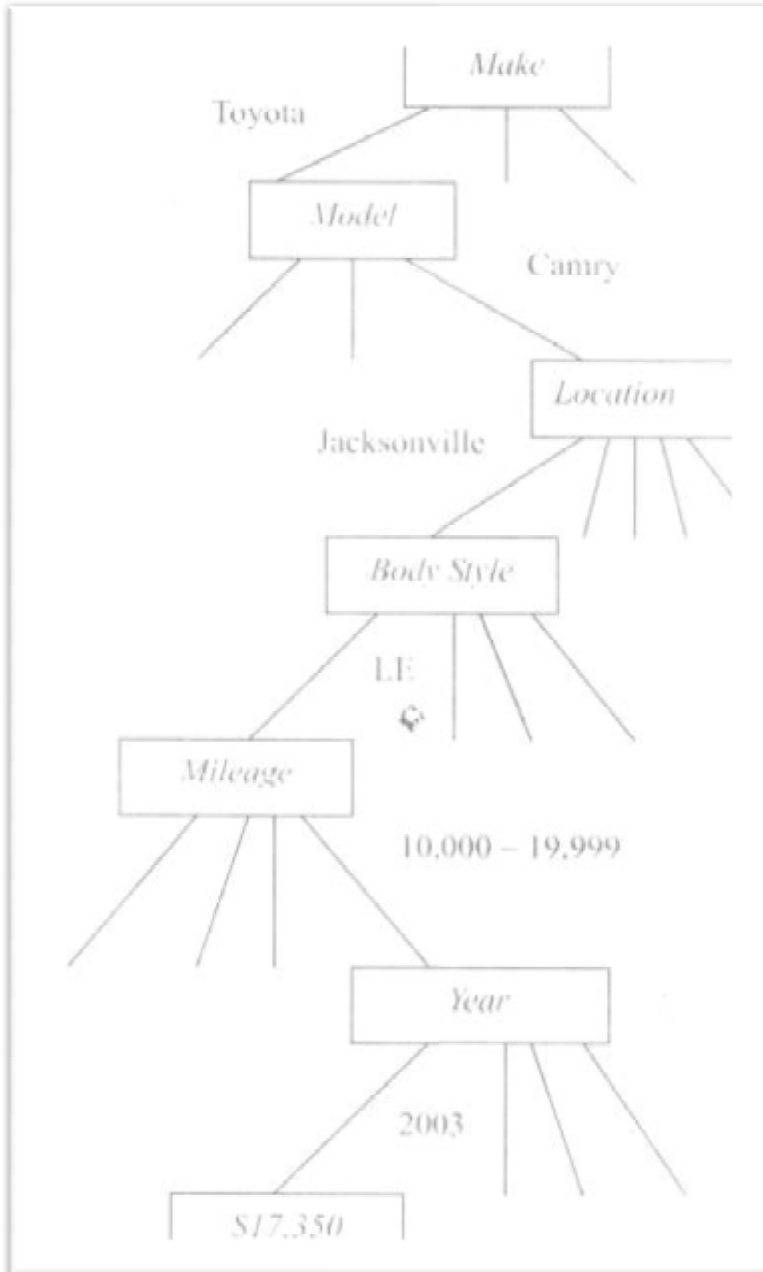 Make
Toyota
Model
Camry
Location
Jacksonville
Body Style
LE
Mileage
10,000 – 19,999
Year
2003
$17,350